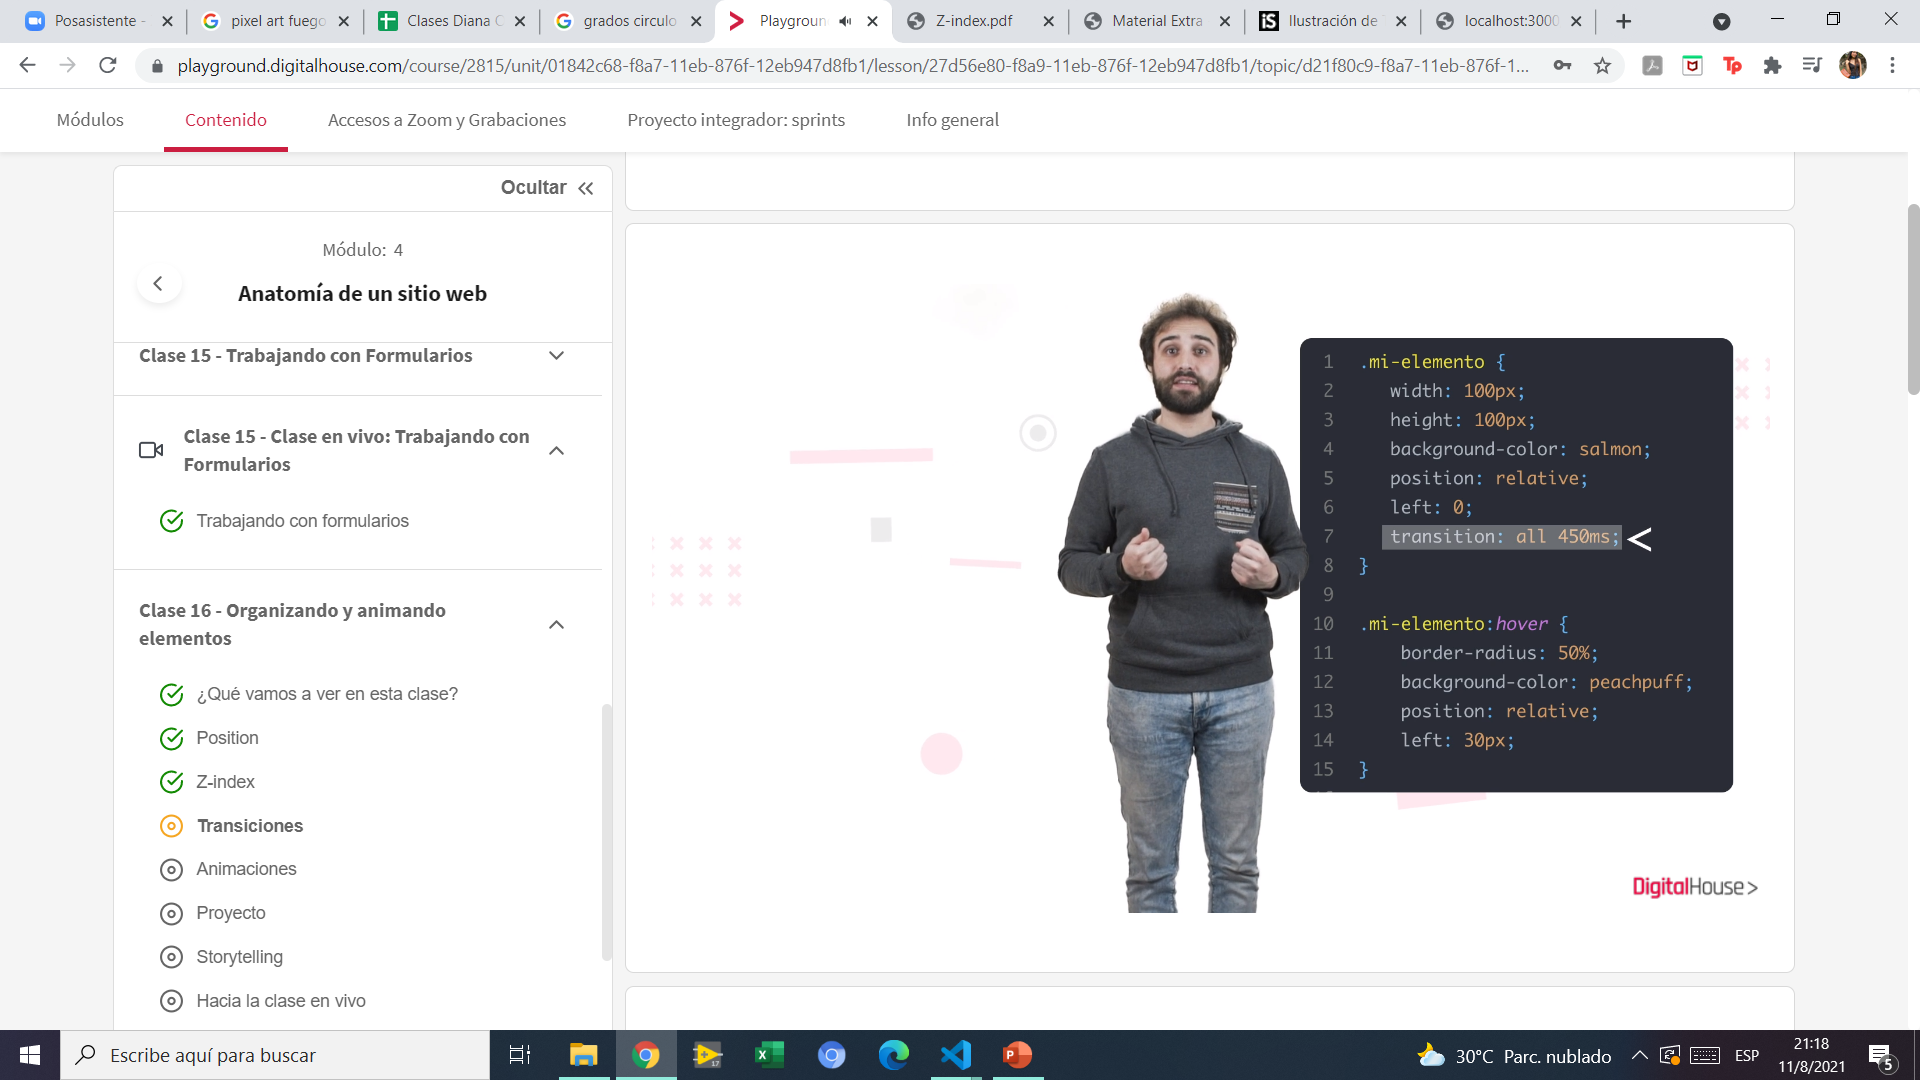 Posasistente -
pixel art fuego
Clases Diana C
grados circulo
Playground
Z-index.pdf
Material Extra
Ilustración de
localhost:3000
playground.digitalhouse.com/course/2815/unit/01842c68-f8a7-11eb-876f-12eb947d8fb1/lesson/27d56e80-f8a9-11eb-876f-12eb947d8fb1/topic/d21f80c9-f8a7-11eb-876f-1...
Módulos
Contenido
Accesos a Zoom y Grabaciones
Proyecto integrador: sprints
Info general
Ocultar
Módulo: 4
Anatomía de un sitio web
Clase 15 - Trabajando con Formularios
Clase 15 - Clase en vivo: Trabajando con
Formularios
Trabajando con formularios
Clase 16 - Organizando y animando
elementos
¿Qué vamos a ver en esta clase?
Position
Z-index
Transiciones
Animaciones
Proyecto
Storytelling
Hacia la clase en vivo
1 .mi-elemento {
2 width: 100px;
3 height: 100px;
4 background-color: salmon;
5 position: relative;
6 left: 0;
7 transition: all 450ms; <
8 }
9
10 .mi-elemento:hover {
11 border-radius: 50%;
12 background-color: peachpuff;
13 position: relative;
14 left: 30px;
15 }
DigitalHouse>
Escribe aquí para buscar
30°C Parc. nublado
ESP
21:18
11/8/2021
5